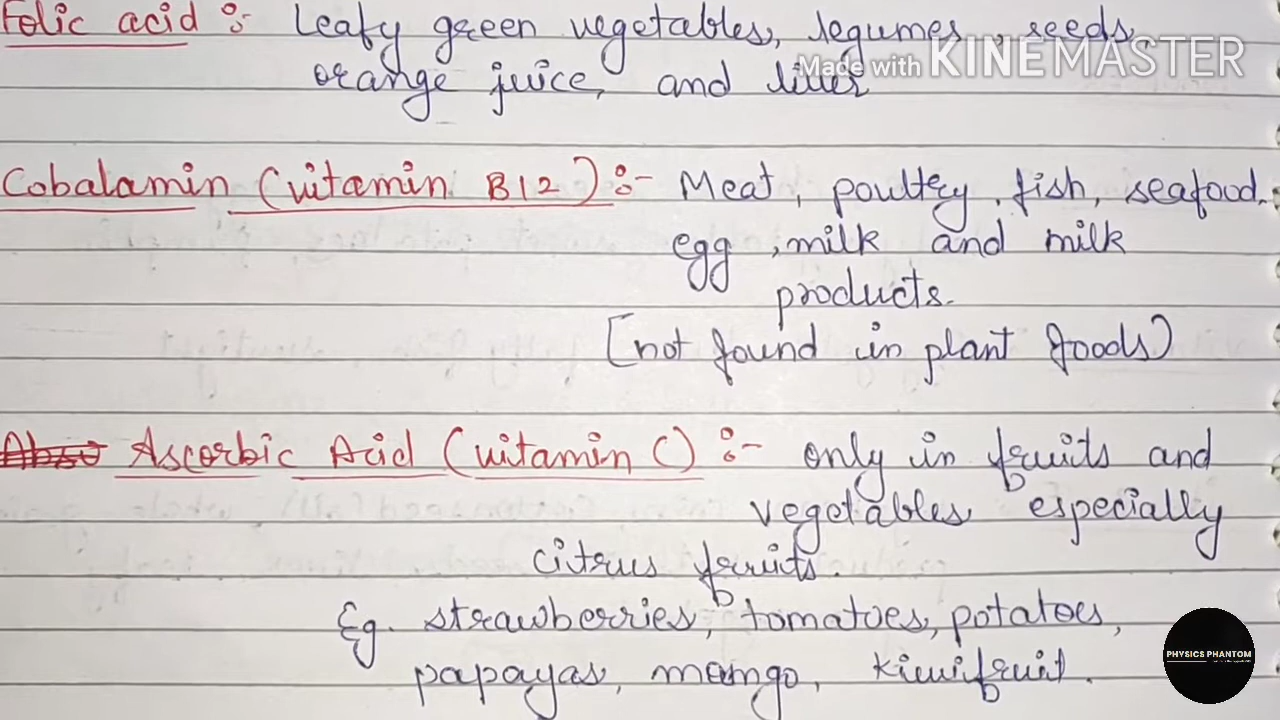 Folic acid :- Leafy green vegetables, legumes, seeds,
Made with KINEMASTER
orange juice, and liver
Cobalamin (vitamin B12) :- Meat, poultry, fish, seafood.
egg, milk and milk
products.
[not found in plant foods)
Ascorbic Acid (vitamin C) :- only in fruits and
vegetables especially
citrus fruits.
Eg. strawberries, tomatoes, potatoes,
papayas, mango, kiwifruit.
PHYSICS PHANTOM